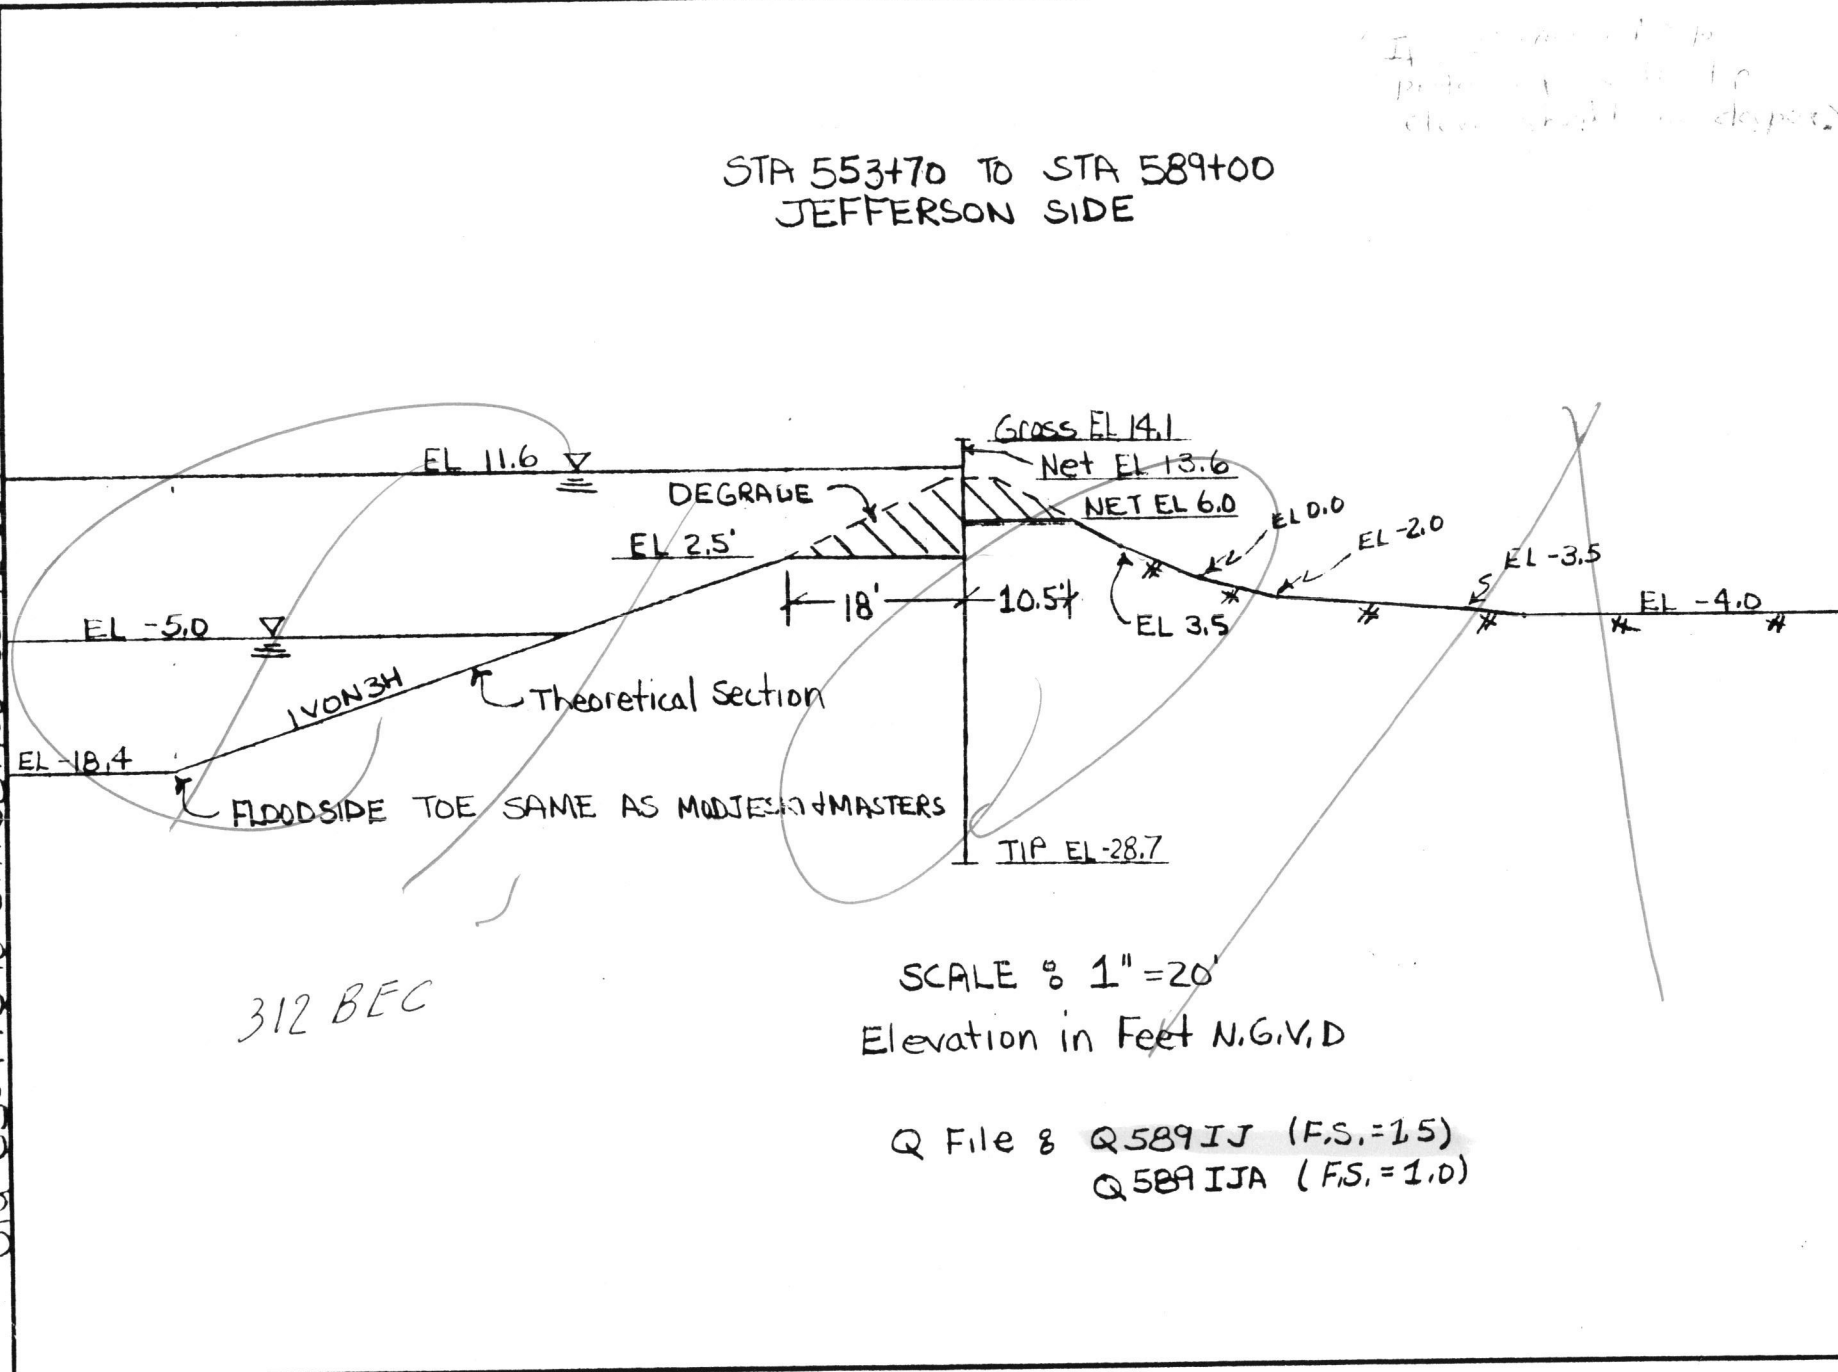 STA 553+70 TO STA 589+00
JEFFERSON SIDE
Gross EL 14.1
EL 11.6
Net EL 13.6
DEGRADE
NET EL 6.0
EL 0.0
EL -2.0
EL 2.5'
EL -3.5
18'
10.5'
EL -4.0
EL -5.0
EL 3.5
1VON3H
Theoretical Section
EL -18.4
FLOODSIDE TOE SAME AS MODJESKI & MASTERS
TIP EL -28.7
SCALE : 1" = 20'
312 BEC
Elevation in Feet N.G.V.D
Q File : Q589IJ (F.S.=1.5)
Q589IJA (F.S.=1.0)